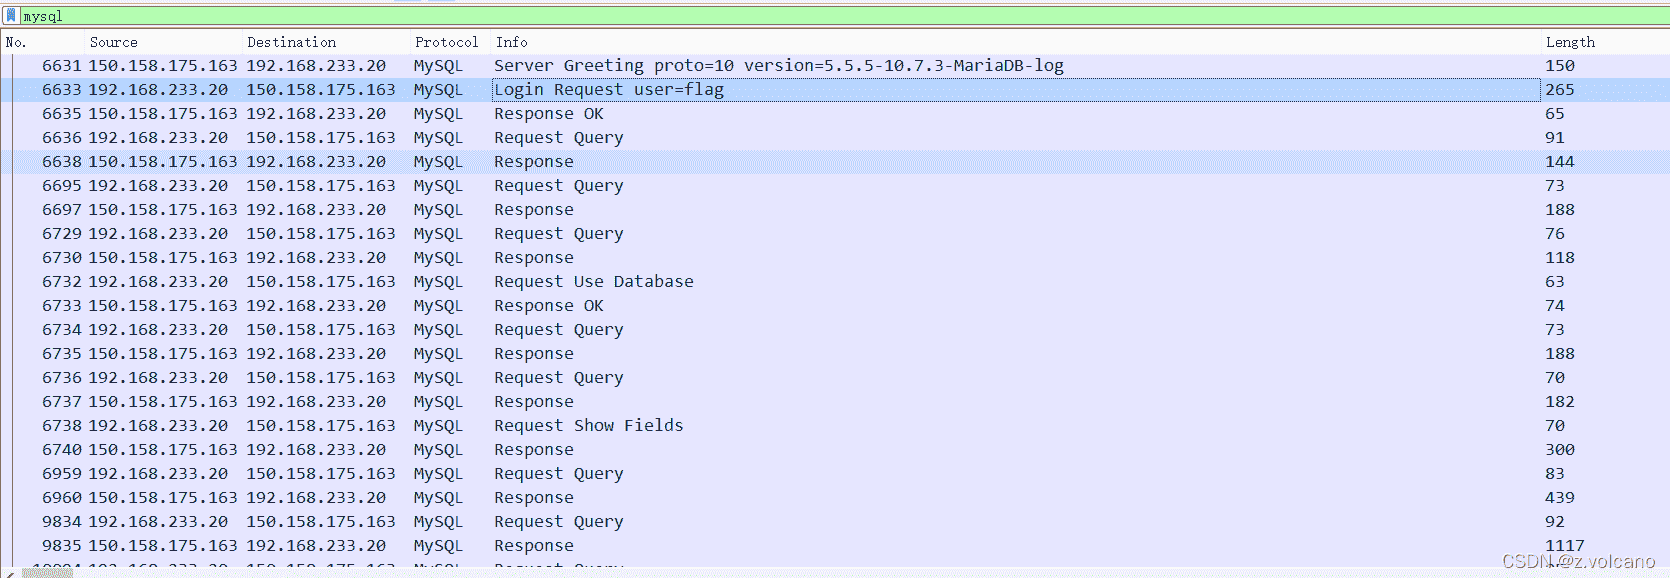 mysql
No. Source Destination Protocol Info Length
6631 150.158.175.163 192.168.233.20 MySQL Server Greeting proto=10 version=5.5.5-10.7.3-MariaDB-log 150
6633 192.168.233.20 150.158.175.163 MySQL Login Request user=flag 265
6635 150.158.175.163 192.168.233.20 MySQL Response OK 65
6636 192.168.233.20 150.158.175.163 MySQL Request Query 91
6638 150.158.175.163 192.168.233.20 MySQL Response 144
6695 192.168.233.20 150.158.175.163 MySQL Request Query 73
6697 150.158.175.163 192.168.233.20 MySQL Response 188
6729 192.168.233.20 150.158.175.163 MySQL Request Query 76
6730 150.158.175.163 192.168.233.20 MySQL Response 118
6732 192.168.233.20 150.158.175.163 MySQL Request Use Database 63
6733 150.158.175.163 192.168.233.20 MySQL Response OK 74
6734 192.168.233.20 150.158.175.163 MySQL Request Query 73
6735 150.158.175.163 192.168.233.20 MySQL Response 188
6736 192.168.233.20 150.158.175.163 MySQL Request Query 70
6737 150.158.175.163 192.168.233.20 MySQL Response 182
6738 192.168.233.20 150.158.175.163 MySQL Request Show Fields 70
6740 150.158.175.163 192.168.233.20 MySQL Response 300
6959 192.168.233.20 150.158.175.163 MySQL Request Query 83
6960 150.158.175.163 192.168.233.20 MySQL Response 439
9834 192.168.233.20 150.158.175.163 MySQL Request Query 92
9835 150.158.175.163 192.168.233.20 MySQL Response 1117
CSDN @z.volcano